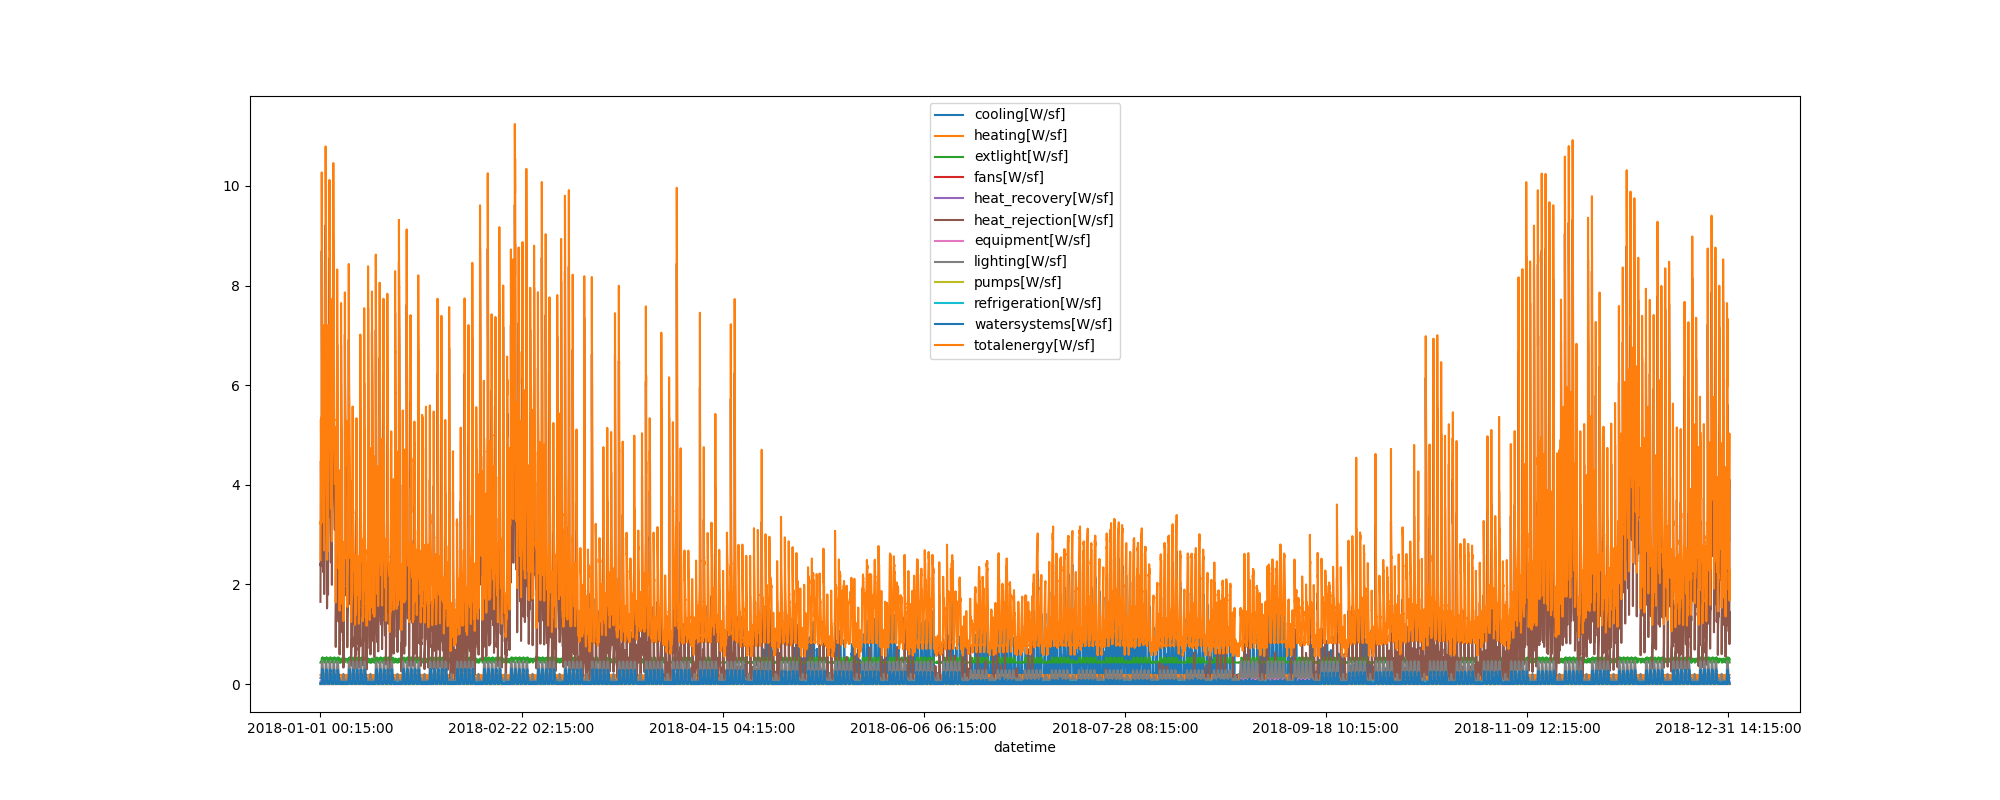 cooling[W/sf]
heating[W/sf]
extlight[W/sf]
fans[W/sf]
heat_recovery[W/sf]
heat_rejection[W/sf]
equipment[W/sf]
lighting[W/sf]
pumps[W/sf]
refrigeration[W/sf]
watersystems[W/sf]
totalenergy[W/sf]
10
8
6
4
2
0
2018-01-01 00:15:00 2018-02-22 02:15:00 2018-04-15 04:15:00 2018-06-06 06:15:00 2018-07-28 08:15:00 2018-09-18 10:15:00 2018-11-09 12:15:00 2018-12-31 14:15:00
datetime